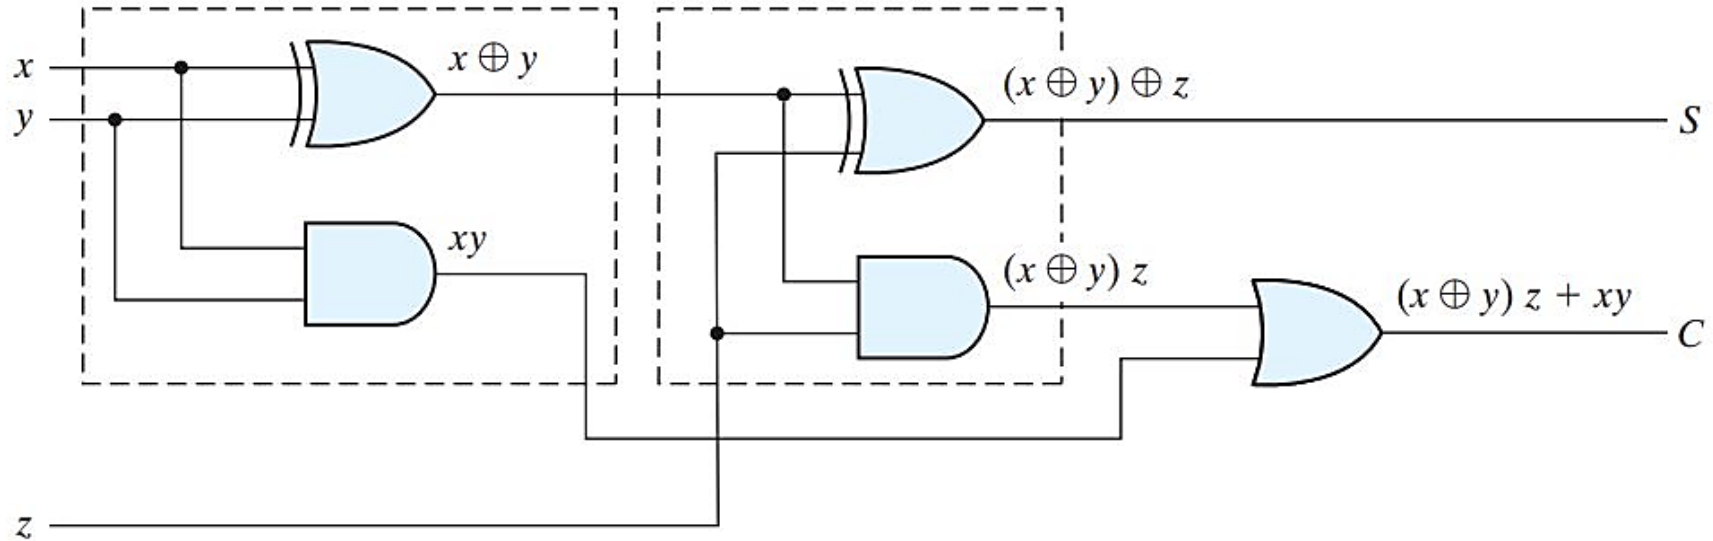 x
y
x ⊕ y
xy
(x ⊕ y) ⊕ z
S
(x ⊕ y) z
(x ⊕ y) z + xy
C
z